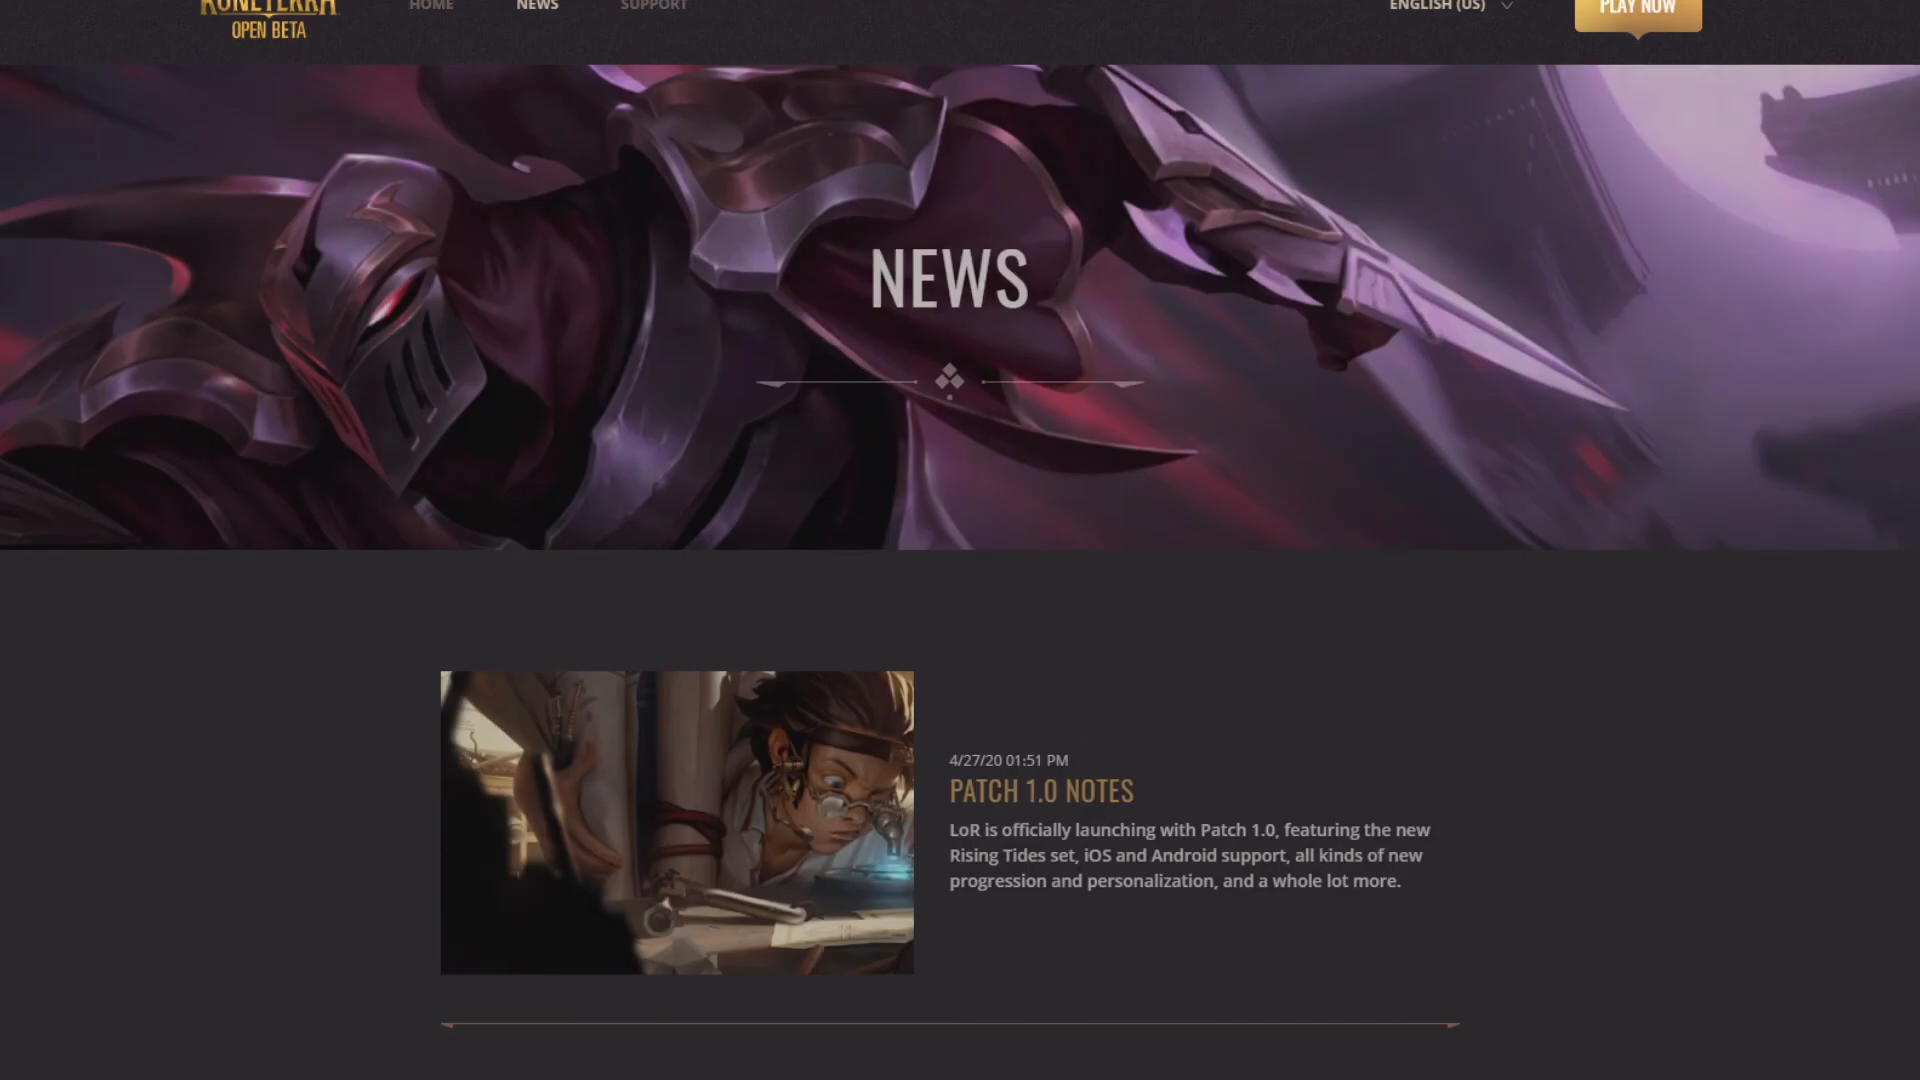 RUNETERRA
OPEN BETA
HOME
NEWS
SUPPORT
ENGLISH (US)
PLAY NOW
NEWS
4/27/20 01:51 PM
PATCH 1.0 NOTES
LoR is officially launching with Patch 1.0, featuring the new
Rising Tides set, iOS and Android support, all kinds of new
progression and personalization, and a whole lot more.